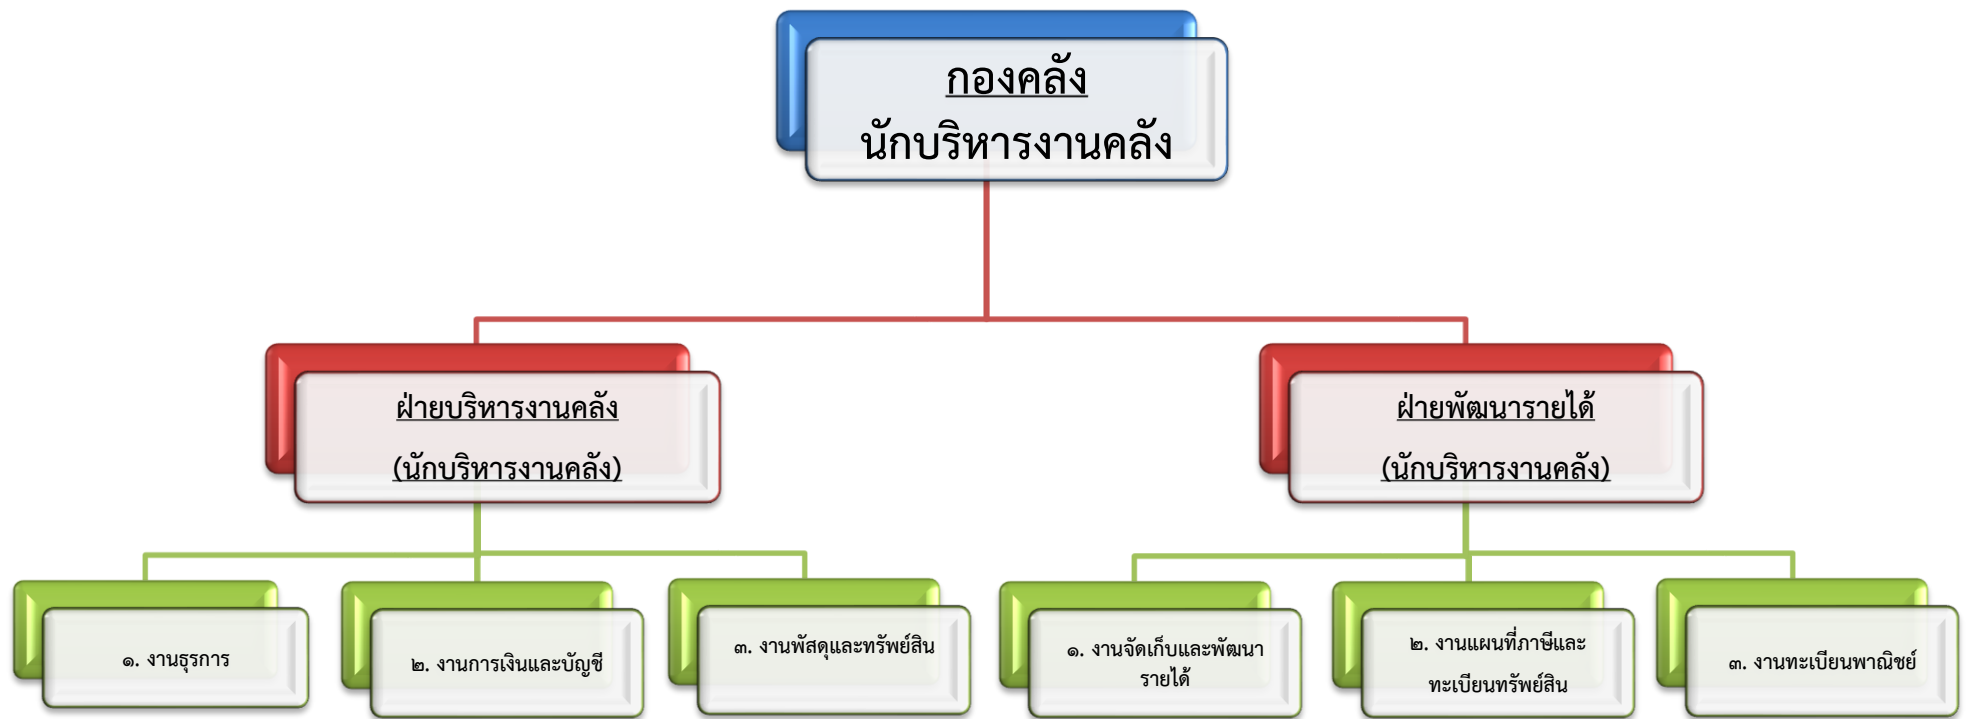 กองคลัง
นักบริหารงานคลัง
ฝ่ายบริหารงานคลัง
(นักบริหารงานคลัง)
ฝ่ายพัฒนารายได้
(นักบริหารงานคลัง)
๑. งานธุรการ
๒. งานการเงินและบัญชี
๓. งานพัสดุและทรัพย์สิน
๑. งานจัดเก็บและพัฒนา
รายได้
๒. งานแผนที่ภาษีและ
ทะเบียนทรัพย์สิน
๓. งานทะเบียนพาณิชย์